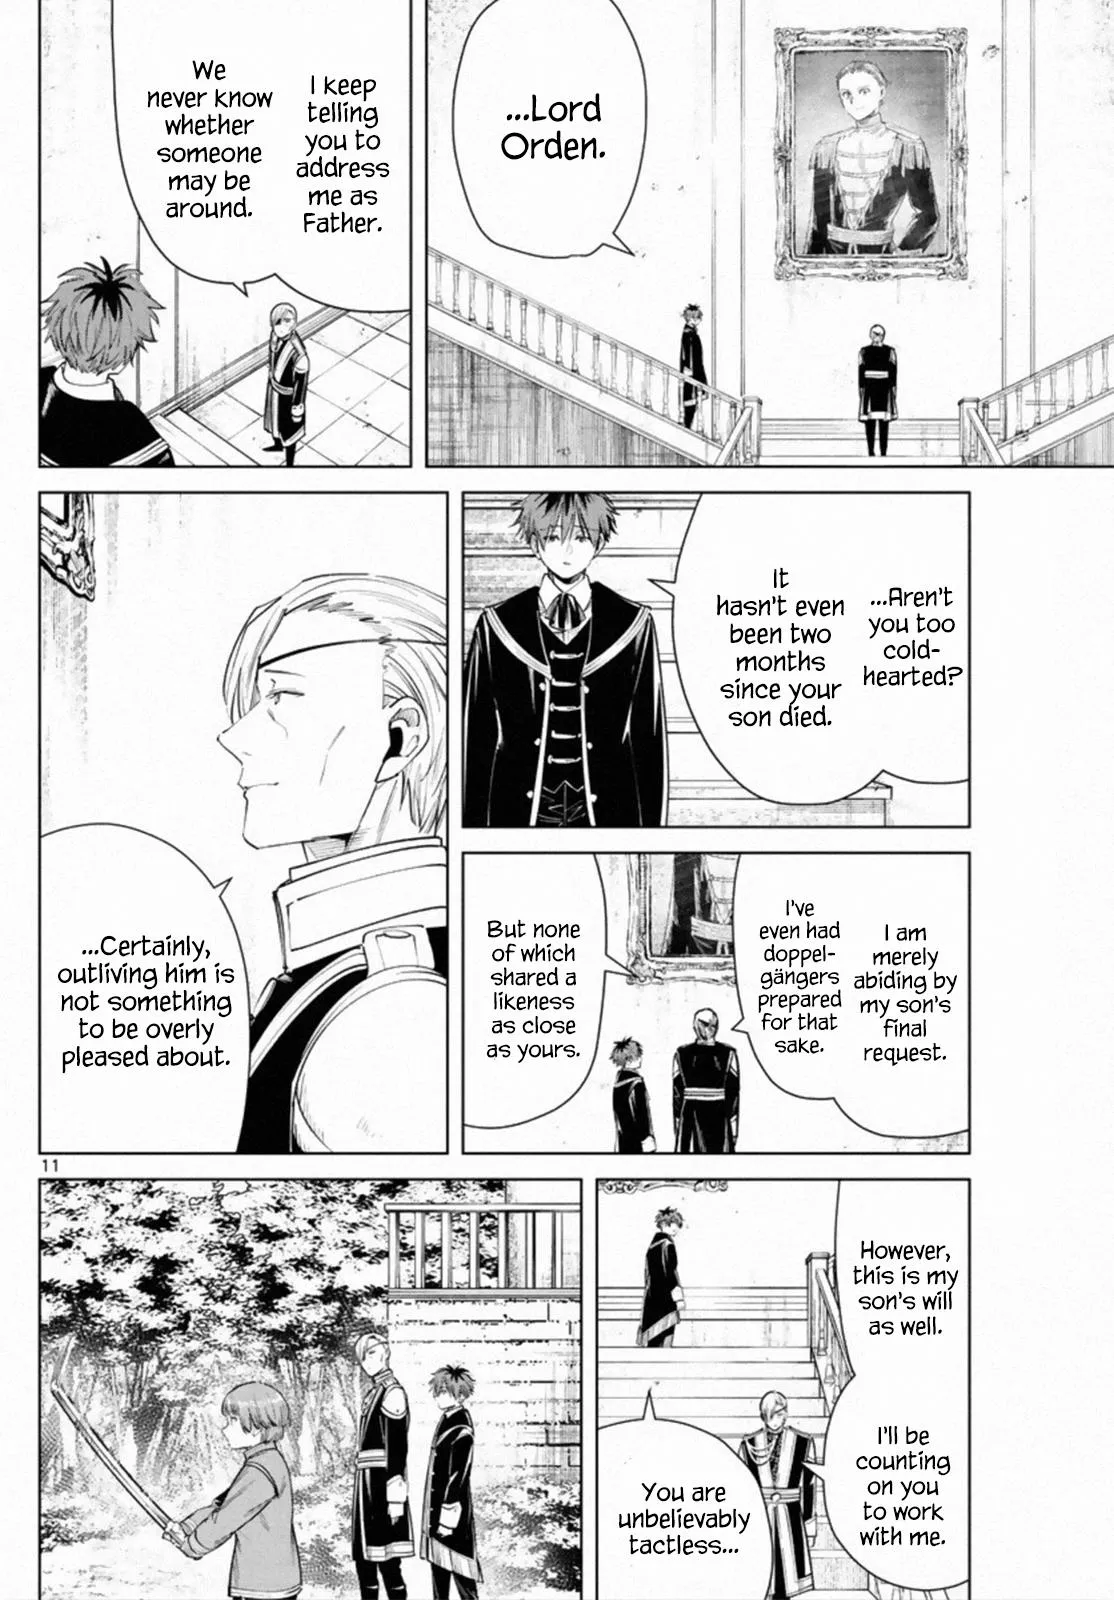 ...Lord
Orden.
I keep
telling
you to
address
me as
Father.
We
never know
whether
someone
may be
around.
...Aren't
you too
cold-
hearted?
It
hasn't even
been two
months
since your
son died.
I am
merely
abiding by
my son's
final
request.
I've
even had
doppel-
gängers
prepared
for that
sake.
But none
of which
shared a
likeness
as close
as yours.
...Certainly,
outliving him is
not something
to be overly
pleased about.
11
However,
this is my
son's will
as well.
I'll be
counting
on you
to work
with me.
You are
unbelievably
tactless...